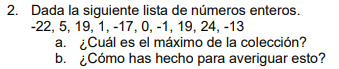 2. Dada la siguiente lista de números enteros.
-22, 5, 19, 1, -17, 0, -1, 19, 24, -13
a. ¿Cuál es el máximo de la colección?
b. ¿Cómo has hecho para averiguar esto?